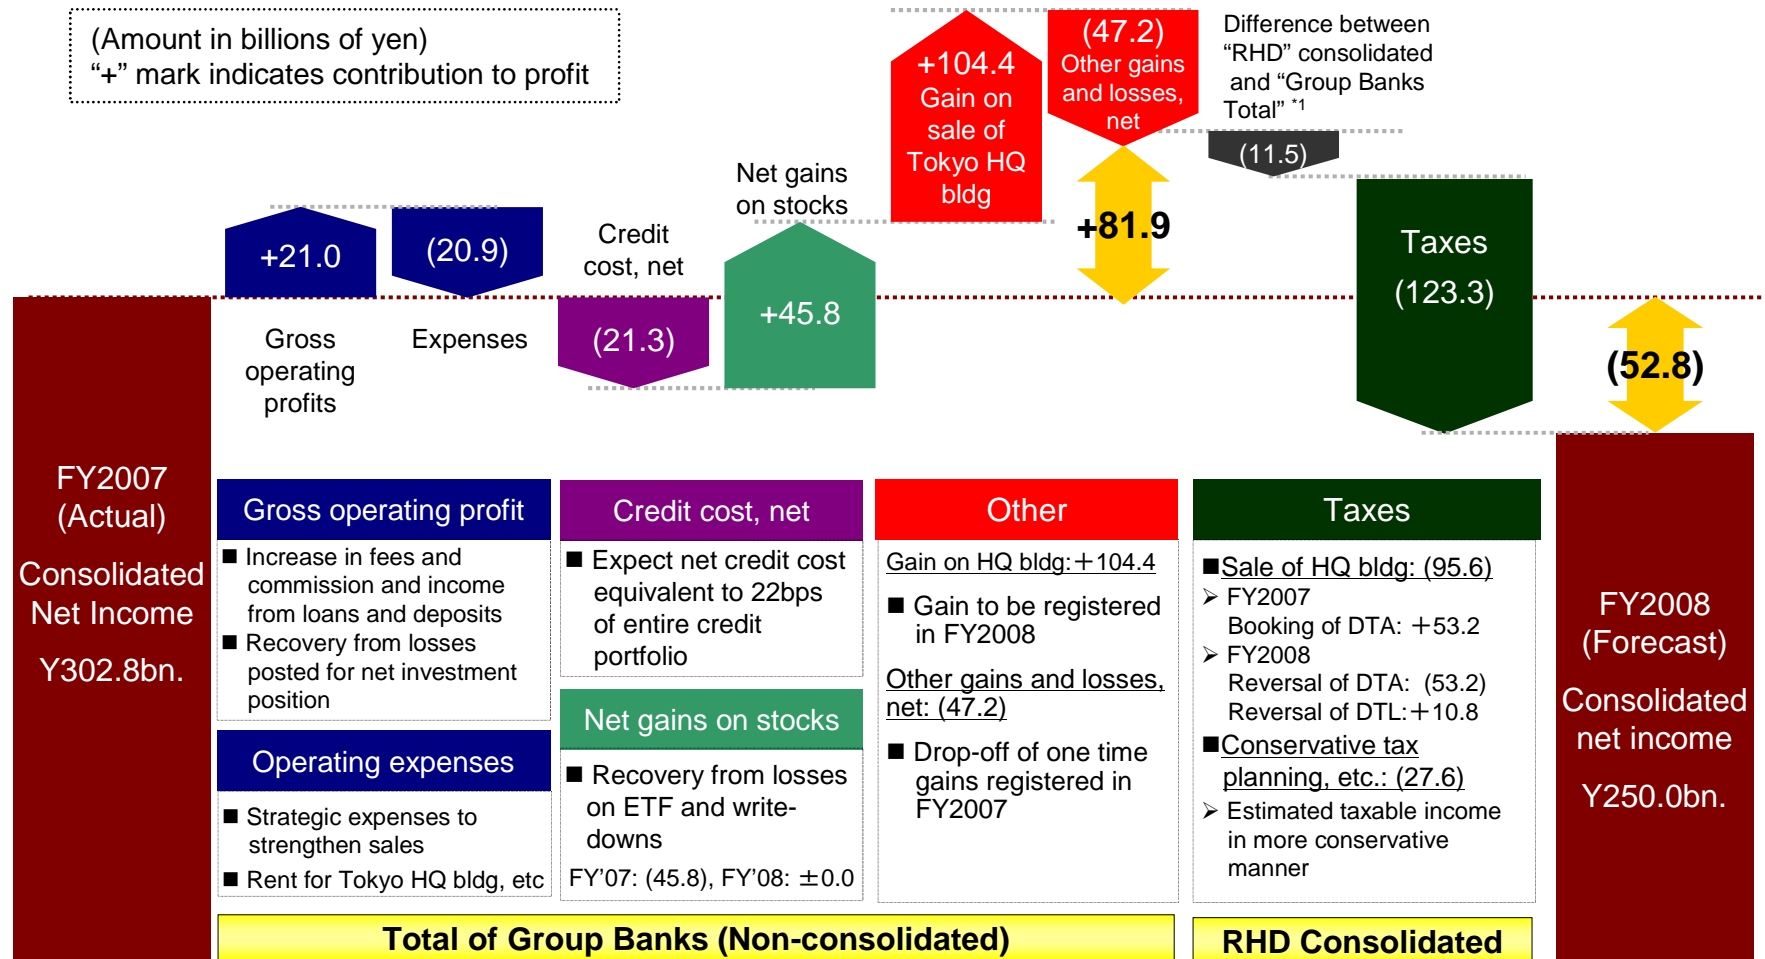 (Amount in billions of yen)
“+” mark indicates contribution to profit
+21.0
Gross
operating
profits
(20.9)
Expenses
Credit
cost, net
(21.3)
Net gains
on stocks
+45.8
+104.4
Gain on
sale of
Tokyo HQ
bldg
(47.2)
Other gains
and losses,
net
+81.9
Difference between
“RHD” consolidated
and “Group Banks
Total” *1
(11.5)
Taxes
(123.3)
(52.8)
FY2007
(Actual)
Consolidated
Net Income
Y302.8bn.
Gross operating profit
■ Increase in fees and
commission and income
from loans and deposits
■ Recovery from losses
posted for net investment
position
Operating expenses
■ Strategic expenses to
strengthen sales
■ Rent for Tokyo HQ bldg, etc
Credit cost, net
■ Expect net credit cost
equivalent to 22bps
of entire credit
portfolio
Net gains on stocks
■ Recovery from losses
on ETF and write-
downs
FY’07: (45.8), FY’08: ±0.0
Other
Gain on HQ bldg:＋104.4
■ Gain to be registered
in FY2008
Other gains and losses,
net: (47.2)
■ Drop-off of one time
gains registered in
FY2007
Taxes
■Sale of HQ bldg: (95.6)
➢ FY2007
Booking of DTA: ＋53.2
➢ FY2008
Reversal of DTA: (53.2)
Reversal of DTL:＋10.8
■Conservative tax
planning, etc.: (27.6)
➢ Estimated taxable income
in more conservative
manner
FY2008
(Forecast)
Consolidated
net income
Y250.0bn.
Total of Group Banks (Non-consolidated)
RHD Consolidated